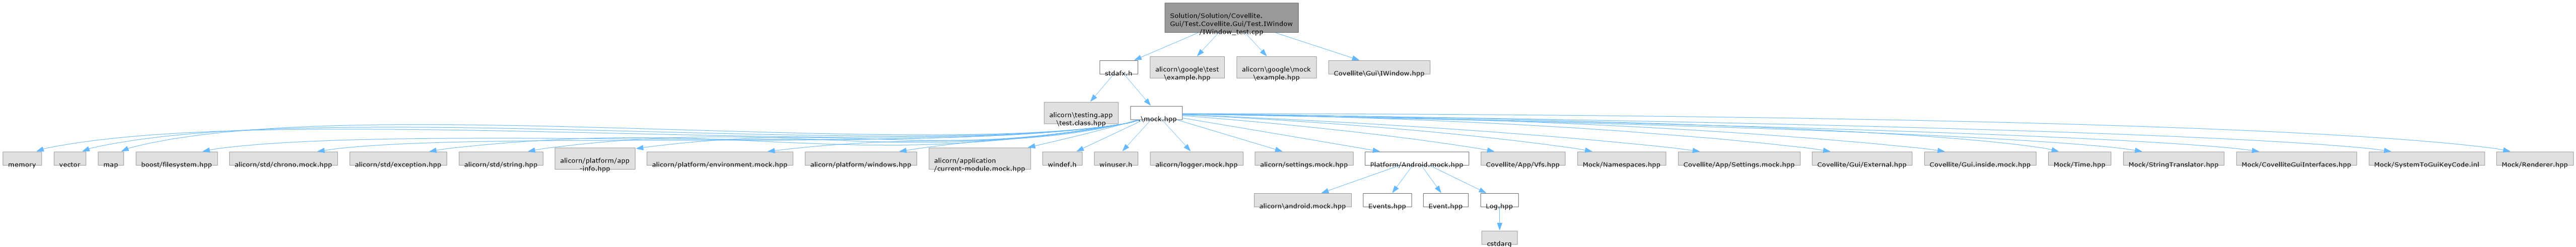 Solution/Solution/Covellite.
Gui/Test.Covellite.Gui/Test.IWindow
/IWindow_test.cpp
stdafx.h
alicorn\google\test
\example.hpp
alicorn\google\mock
\example.hpp
Covellite\Gui\IWindow.hpp
alicorn\testing.app
\test.class.hpp
.\mock.hpp
memory
vector
map
boost/filesystem.hpp
alicorn/std/chrono.mock.hpp
alicorn/std/exception.hpp
alicorn/std/string.hpp
alicorn/platform/app
-info.hpp
alicorn/platform/environment.mock.hpp
alicorn/platform/windows.hpp
alicorn/application
/current-module.mock.hpp
windef.h
winuser.h
alicorn/logger.mock.hpp
alicorn/settings.mock.hpp
Platform/Android.mock.hpp
Covellite/App/Vfs.hpp
Mock/Namespaces.hpp
Covellite/App/Settings.mock.hpp
Covellite/Gui/External.hpp
Covellite/Gui.inside.mock.hpp
Mock/Time.hpp
Mock/StringTranslator.hpp
Mock/CovelliteGuiInterfaces.hpp
Mock/SystemToGuiKeyCode.inl
Mock/Renderer.hpp
alicorn\android.mock.hpp
Events.hpp
Event.hpp
Log.hpp
cstdarg